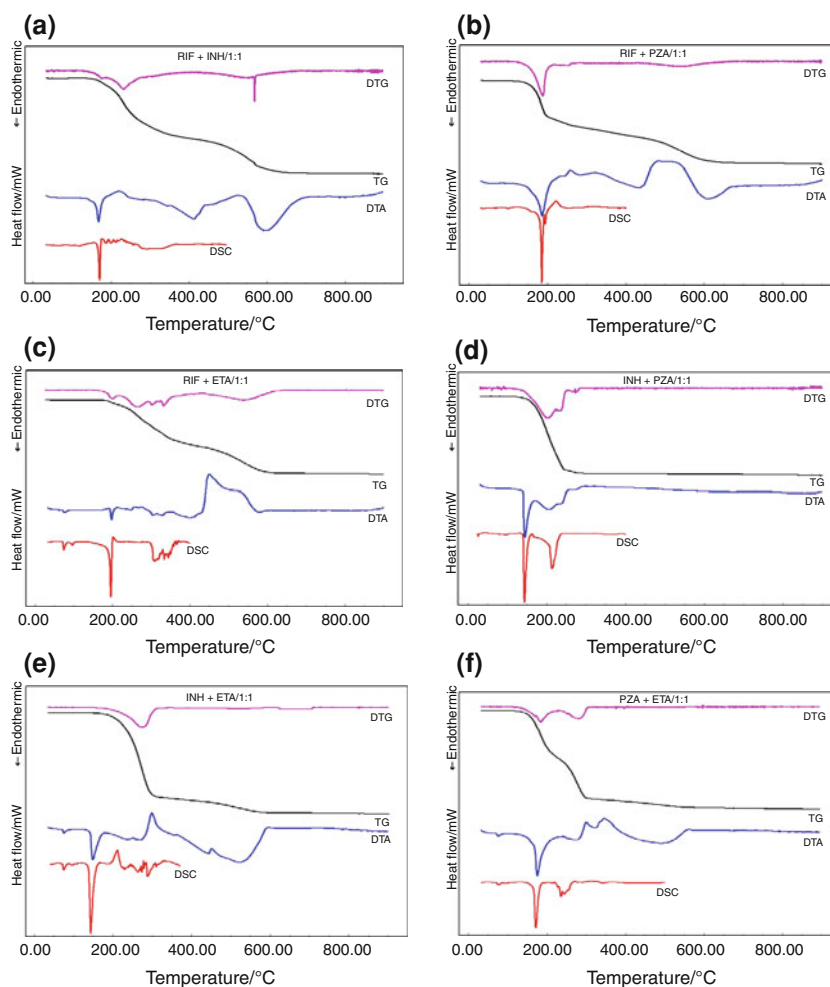 (a)
RIF + INH/1:1
DTG
TG
DTA
DSC
← Endothermic
Heat flow/mW
0.00 200.00 400.00 600.00 800.00
Temperature/°C
(b)
RIF + PZA/1:1
DTG
TG
DTA
DSC
← Endothermic
Heat flow/mW
0.00 200.00 400.00 600.00 800.00
Temperature/°C
(c)
RIF + ETA/1:1
DTG
TG
DTA
DSC
← Endothermic
Heat flow/mW
0.00 200.00 400.00 600.00 800.00
Temperature/°C
(d)
INH + PZA/1:1
DTG
TG
DTA
DSC
← Endothermic
Heat flow/mW
0.00 200.00 400.00 600.00 800.00
Temperature/°C
(e)
INH + ETA/1:1
DTG
TG
DTA
DSC
← Endothermic
Heat flow/mW
0.00 200.00 400.00 600.00 800.00
Temperature/°C
(f)
PZA + ETA/1:1
DTG
TG
DTA
DSC
← Endothermic
Heat flow/mW
0.00 200.00 400.00 600.00 800.00
Temperature/°C